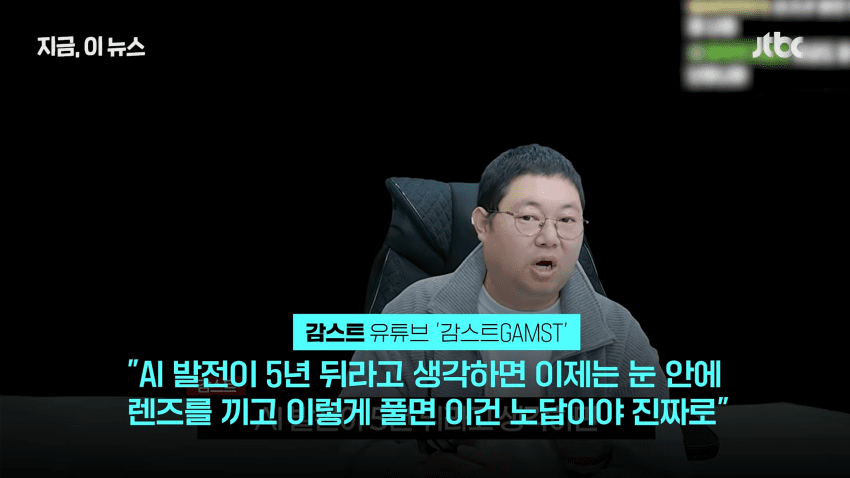 지금, 이 뉴스
jtbc
감스트 유튜브 '감스트GAMST'
"AI 발전이 5년 뒤라고 생각하면 이제는 눈 안에
렌즈를 끼고 이렇게 풀면 이건 노답이야 진짜로"
감스트